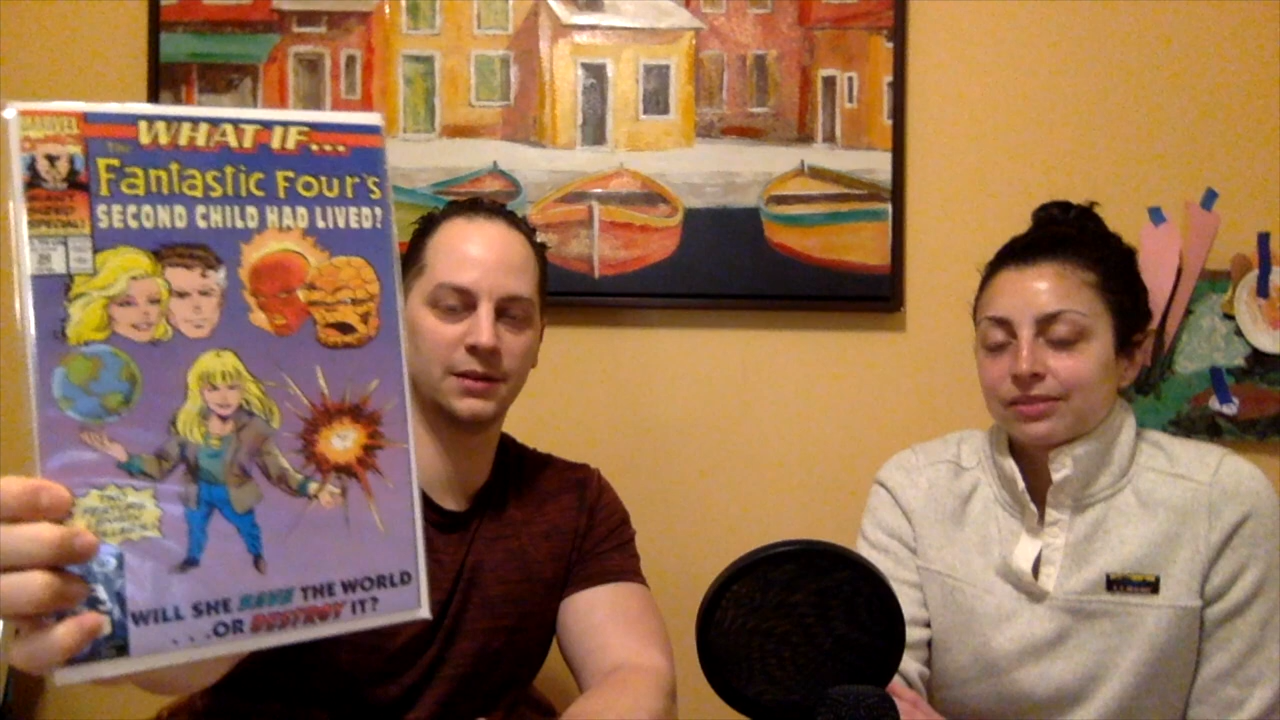 MARVEL
WHAT IF...
The
FANTASTIC FOUR'S
SECOND CHILD HAD LIVED?
WILL SHE SAVE THE WORLD
...OR DESTROY IT?